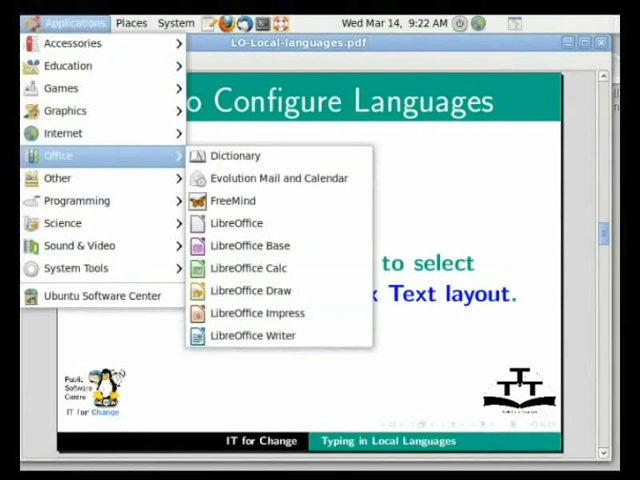 Applications Places System Wed Mar 14, 9:22 AM
LO-Local-languages.pdf
Accessories
Education
Games
Graphics
Internet
Office
Other
Programming
Science
Sound & Video
System Tools
Ubuntu Software Center
Dictionary
Evolution Mail and Calendar
FreeMind
LibreOffice
LibreOffice Base
LibreOffice Calc
LibreOffice Draw
LibreOffice Impress
LibreOffice Writer
o Configure Languages
to select
x Text layout.
Public
Software
Centre
IT for Change
IT for Change Typing in Local Languages